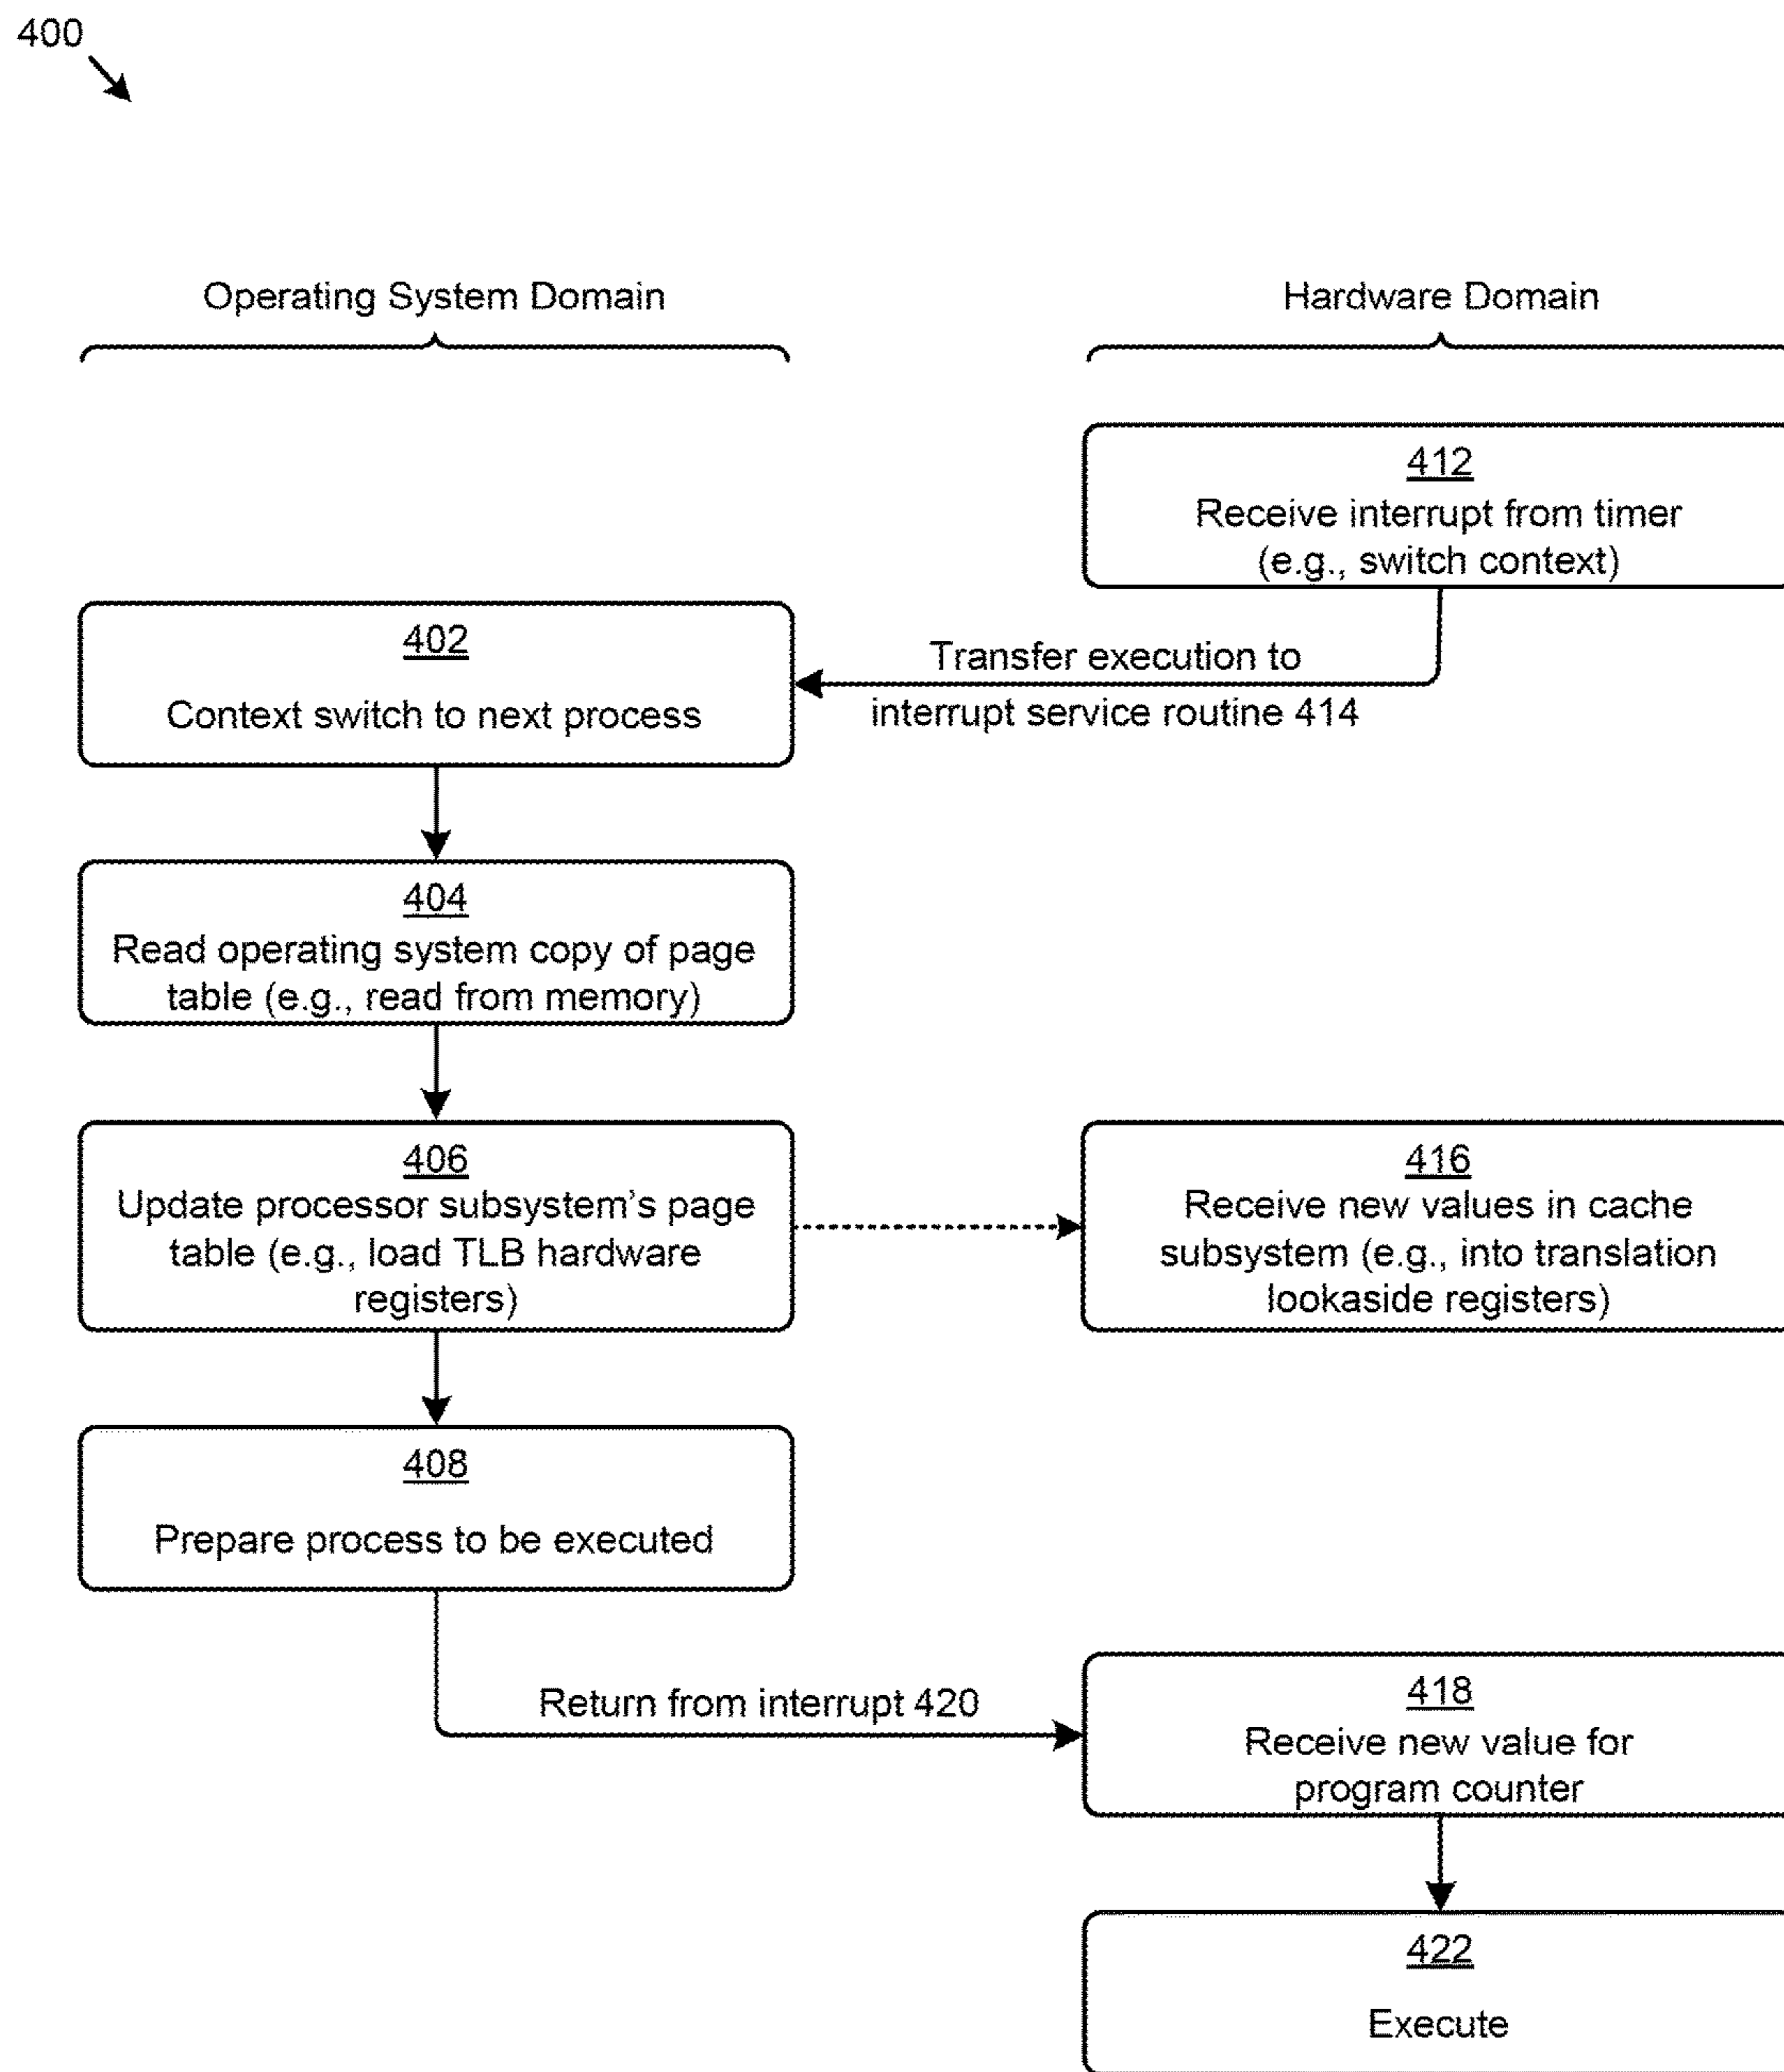 400
Operating System Domain
Hardware Domain
412
Receive interrupt from timer
(e.g., switch context)
402
Context switch to next process
Transfer execution to
interrupt service routine 414
404
Read operating system copy of page
table (e.g., read from memory)
406
Update processor subsystem's page
table (e.g., load TLB hardware
registers)
416
Receive new values in cache
subsystem (e.g., into translation
lookaside registers)
408
Prepare process to be executed
Return from interrupt 420
418
Receive new value for
program counter
422
Execute